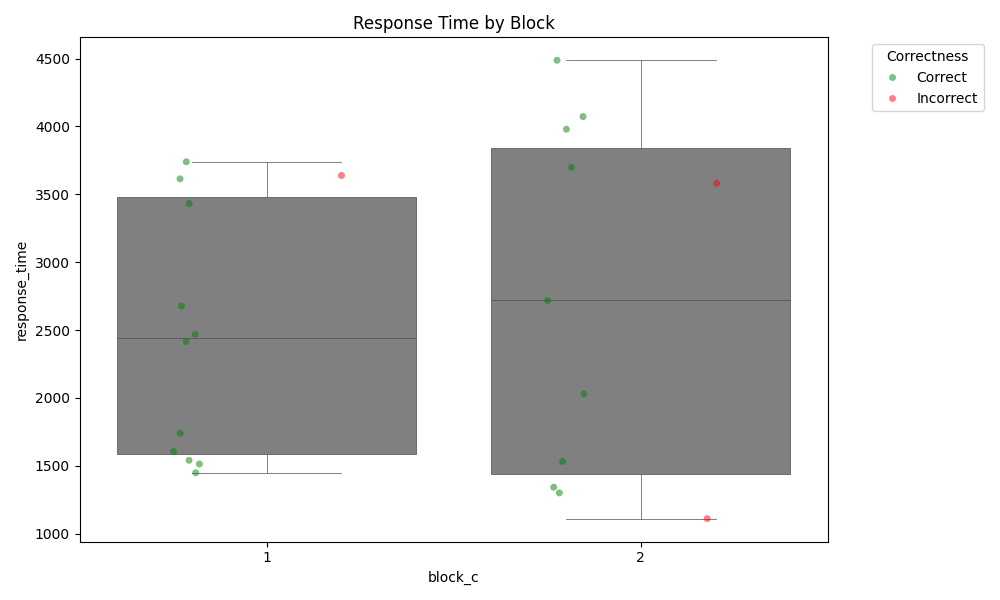 Response Time by Block
Correctness
Correct
Incorrect
response_time
4500
4000
3500
3000
2500
2000
1500
1000
1
2
block_c